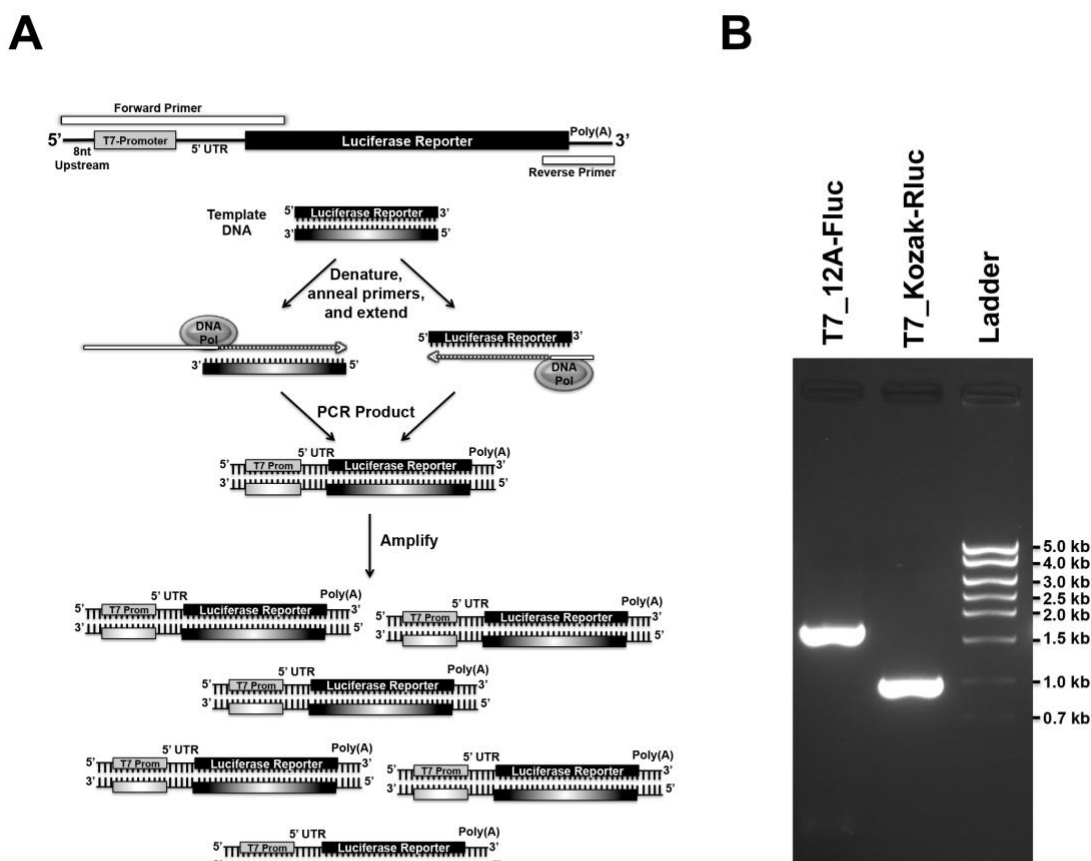 A
Forward Primer
5’ T7-Promoter Luciferase Reporter Poly(A) 3’
8nt 5’ UTR
Upstream
Reverse Primer
Template DNA
5’ Luciferase Reporter 3’
3’ 5’
Denature,
anneal primers,
and extend
DNA Pol
3’ 5’
5’ Luciferase Reporter 3’
DNA Pol
PCR Product
5’ UTR Poly(A)
5’ T7 Prom Luciferase Reporter 3’
3’ 5’
Amplify
5’ UTR Poly(A)
5’ T7 Prom Luciferase Reporter 3’
3’ 5’
5’ UTR Poly(A)
5’ T7 Prom Luciferase Reporter 3’
3’ 5’
5’ UTR Poly(A)
5’ T7 Prom Luciferase Reporter 3’
3’ 5’
5’ UTR Poly(A)
5’ T7 Prom Luciferase Reporter 3’
3’ 5’
5’ UTR Poly(A)
5’ T7 Prom Luciferase Reporter 3’
3’ 5’
5’ UTR Poly(A)
5’ T7 Prom Luciferase Reporter 3’
B
T7_12A-Fluc
T7_Kozak-Rluc
Ladder
5.0 kb
4.0 kb
3.0 kb
2.5 kb
2.0 kb
1.5 kb
1.0 kb
0.7 kb